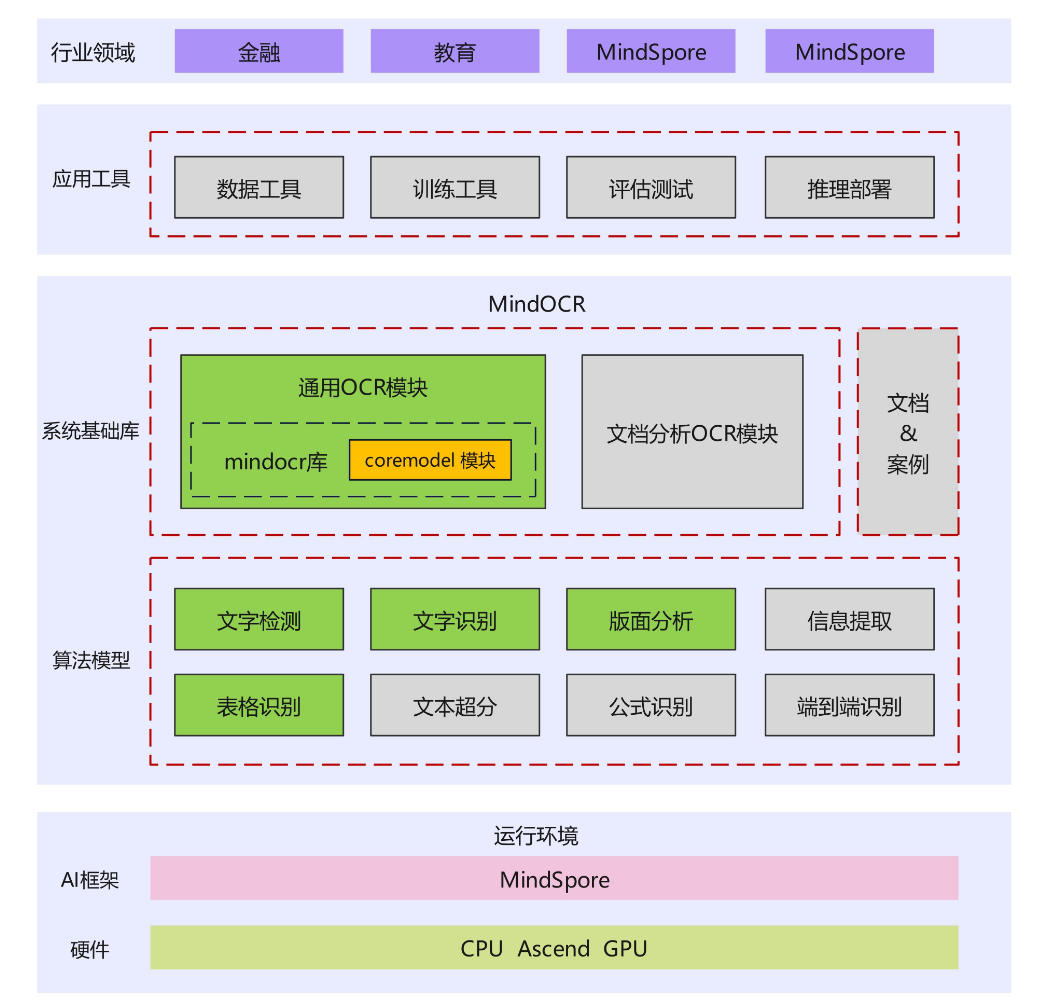 行业领域 金融 教育 MindSpore MindSpore
应用工具 数据工具 训练工具 评估测试 推理部署
MindOCR
系统基础库
通用OCR模块
mindocr库 coremodel 模块
文档分析OCR模块
文档
&
案例
算法模型
文字检测 文字识别 版面分析 信息提取
表格识别 文本超分 公式识别 端到端识别
运行环境
AI框架 MindSpore
硬件 CPU Ascend GPU